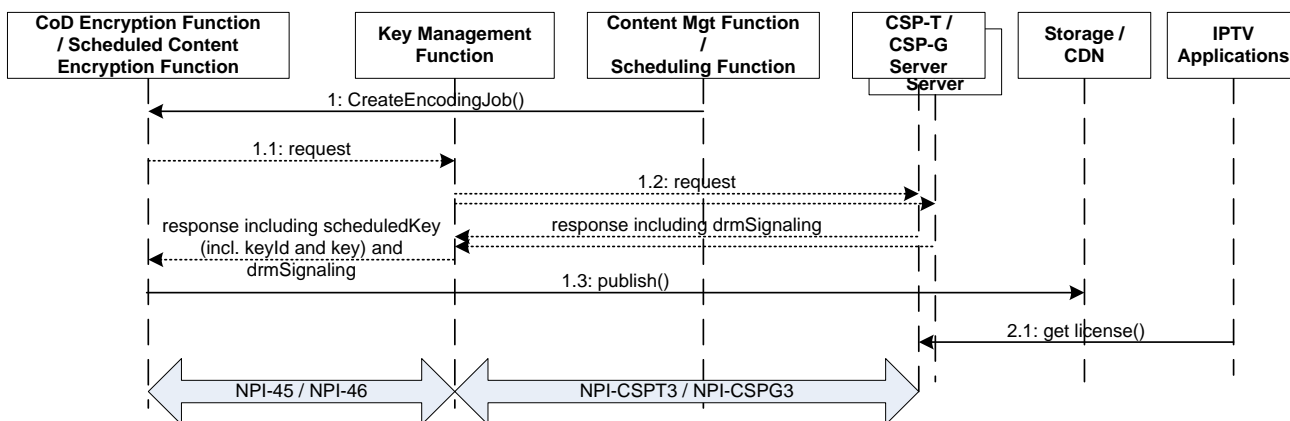 CoD Encryption Function
/ Scheduled Content
Encryption Function
Key Management
Function
Content Mgt Function
/
Scheduling Function
CSP-T /
CSP-G
Server
Server
Storage /
CDN
IPTV
Applications
1: CreateEncodingJob()
1.1: request
1.2: request
response including scheduledKey
(incl. keyId and key) and
drmSignaling
response including drmSignaling
1.3: publish()
2.1: get license()
NPI-45 / NPI-46
NPI-CSPT3 / NPI-CSPG3